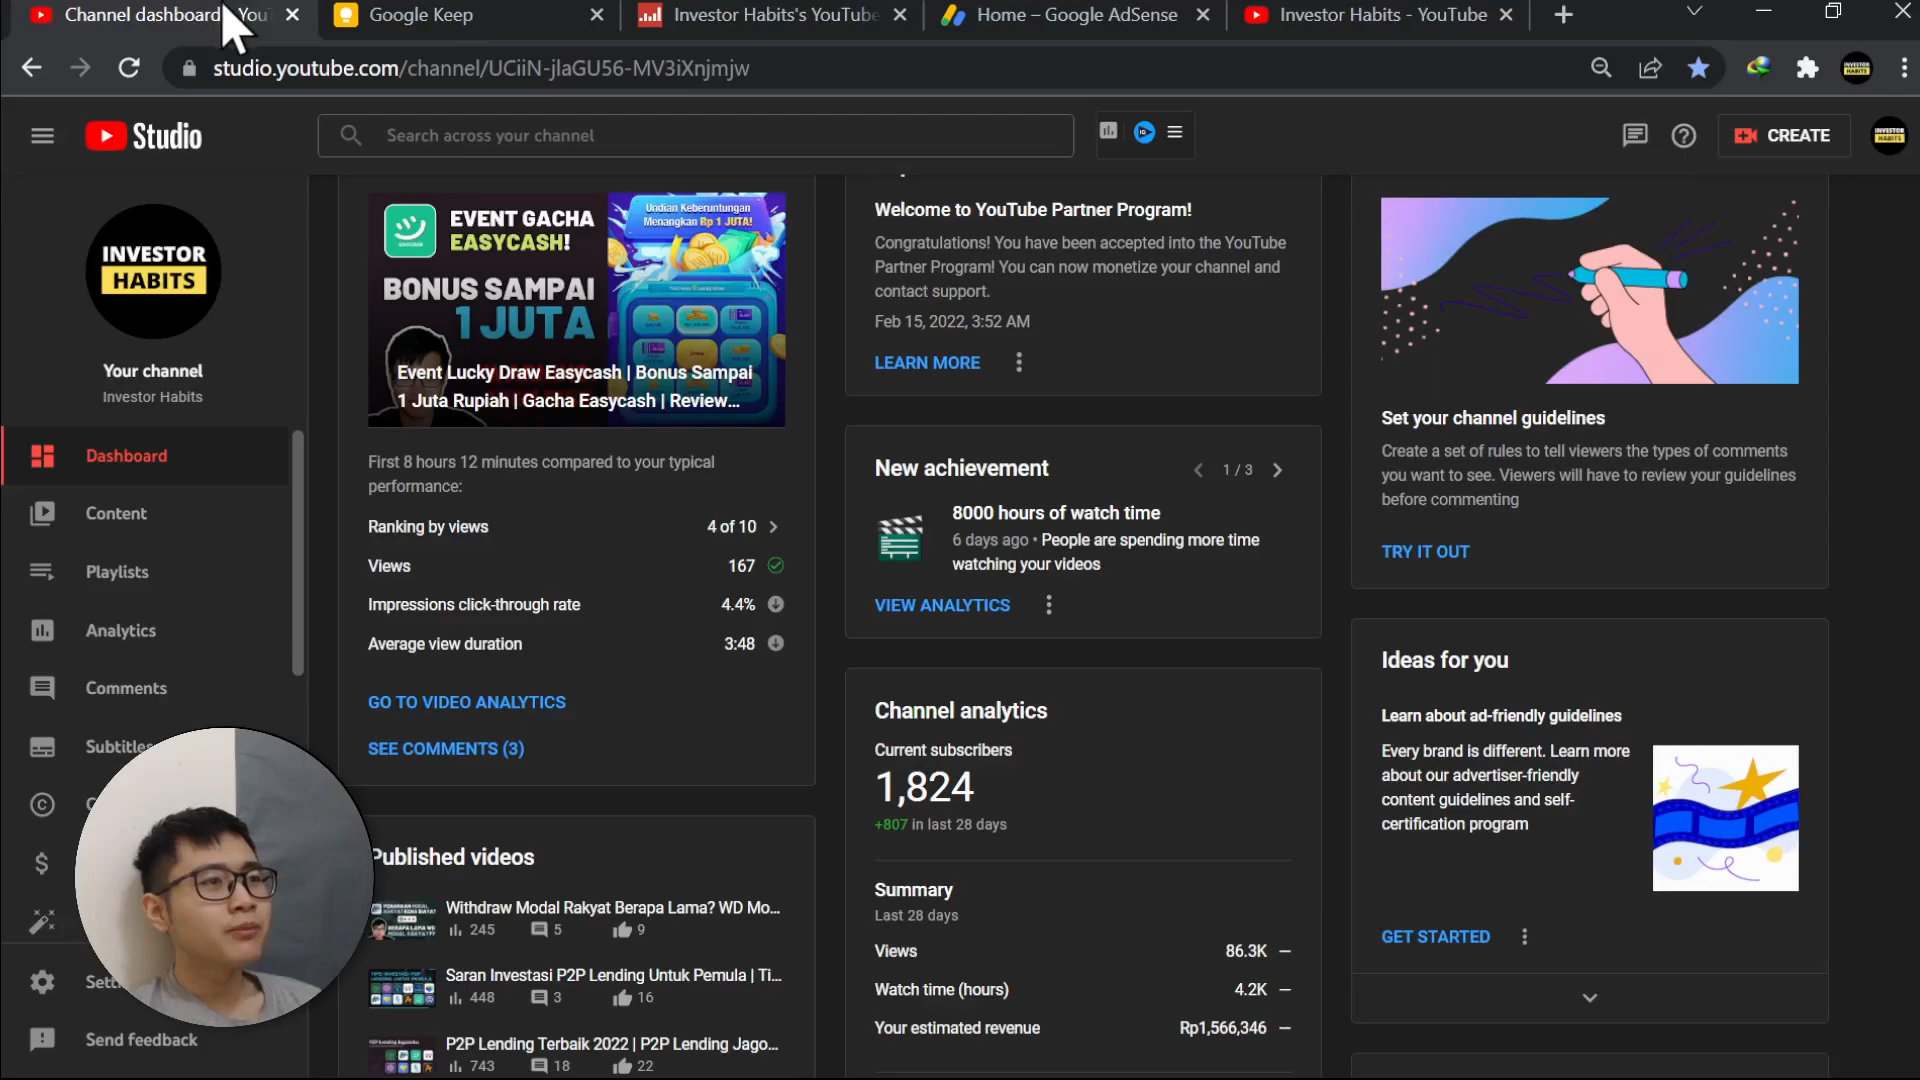 Channel dashboard - YouT
Google Keep
Investor Habits's YouTube
Home – Google AdSense
Investor Habits - YouTube
studio.youtube.com/channel/UCiiN-jlaGU56-MV3iXnjmjw
Studio
Search across your channel
CREATE
INVESTOR
HABITS
Your channel
Investor Habits
Dashboard
Content
Playlists
Analytics
Comments
Subtitles
Send feedback
EVENT GACHA
EASYCASH!
BONUS SAMPAI
1 JUTA
Undian Keberuntungan
Menangkan Rp 1 JUTA!
Event Lucky Draw Easycash | Bonus Sampai
1 Juta Rupiah | Gacha Easycash | Review...
First 8 hours 12 minutes compared to your typical
performance:
Ranking by views 4 of 10
Views 167
Impressions click-through rate 4.4%
Average view duration 3:48
GO TO VIDEO ANALYTICS
SEE COMMENTS (3)
Published videos
Withdraw Modal Rakyat Berapa Lama? WD Mo...
245 5 9
Saran Investasi P2P Lending Untuk Pemula | Ti...
448 3 16
P2P Lending Terbaik 2022 | P2P Lending Jago...
743 18 22
Welcome to YouTube Partner Program!
Congratulations! You have been accepted into the YouTube
Partner Program! You can now monetize your channel and
contact support.
Feb 15, 2022, 3:52 AM
LEARN MORE
New achievement 1 / 3
8000 hours of watch time
6 days ago • People are spending more time
watching your videos
VIEW ANALYTICS
Channel analytics
Current subscribers
1,824
+807 in last 28 days
Summary
Last 28 days
Views 86.3K —
Watch time (hours) 4.2K —
Your estimated revenue Rp1,566,346 —
Set your channel guidelines
Create a set of rules to tell viewers the types of comments
you want to see. Viewers will have to review your guidelines
before commenting
TRY IT OUT
Ideas for you
Learn about ad-friendly guidelines
Every brand is different. Learn more
about our advertiser-friendly
content guidelines and self-
certification program
GET STARTED